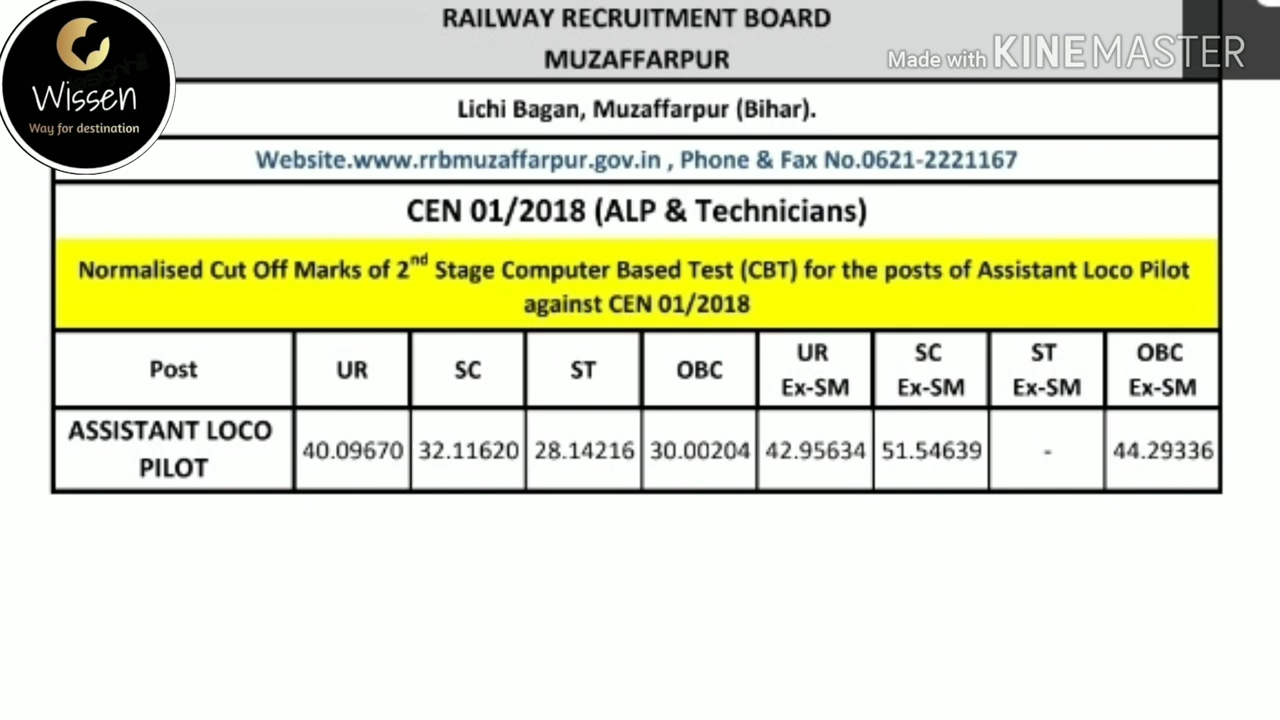 RAILWAY RECRUITMENT BOARD
MUZAFFARPUR
Made with KINEMASTER
Wissen
Way for destination
Lichi Bagan, Muzaffarpur (Bihar).
Website.www.rrbmuzaffarpur.gov.in , Phone & Fax No.0621-2221167
CEN 01/2018 (ALP & Technicians)
Normalised Cut Off Marks of 2nd Stage Computer Based Test (CBT) for the posts of Assistant Loco Pilot
against CEN 01/2018
Post UR SC ST OBC UR Ex-SM SC Ex-SM ST Ex-SM OBC Ex-SM
ASSISTANT LOCO PILOT 40.09670 32.11620 28.14216 30.00204 42.95634 51.54639 - 44.29336